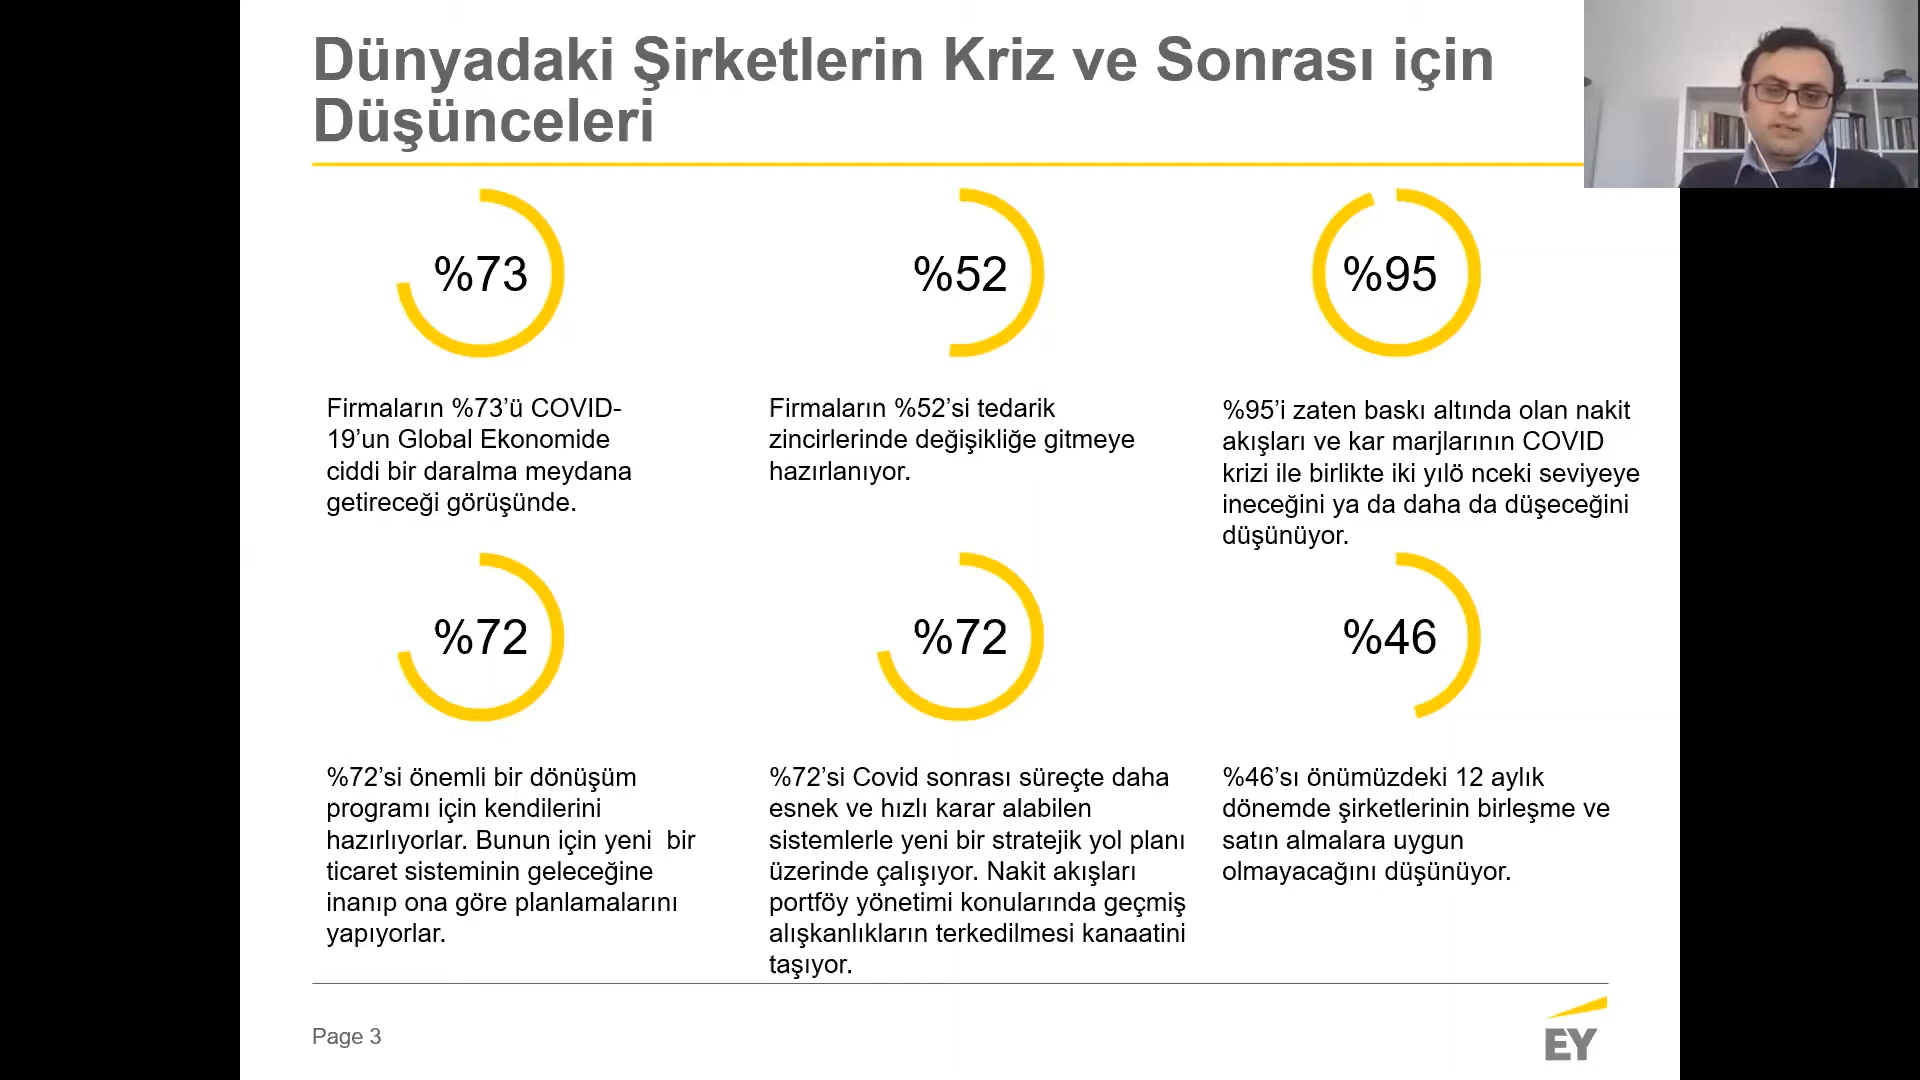 Dünyadaki Şirketlerin Kriz ve Sonrası için
Düşünceleri
%73
%52
%95
Firmaların %73’ü COVID-
19’un Global Ekonomide
ciddi bir daralma meydana
getireceği görüşünde.
Firmaların %52’si tedarik
zincirlerinde değişikliğe gitmeye
hazırlanıyor.
%95’i zaten baskı altında olan nakit
akışları ve kar marjlarının COVID
krizi ile birlikte iki yılö nceki seviyeye
ineceğini ya da daha da düşeceğini
düşünüyor.
%72
%72
%46
%72’si önemli bir dönüşüm
programı için kendilerini
hazırlıyorlar. Bunun için yeni  bir
ticaret sisteminin geleceğine
inanıp ona göre planlamalarını
yapıyorlar.
%72’si Covid sonrası süreçte daha
esnek ve hızlı karar alabilen
sistemlerle yeni bir stratejik yol planı
üzerinde çalışıyor. Nakit akışları
portföy yönetimi konularında geçmiş
alışkanlıkların terkedilmesi kanaatini
taşıyor.
%46’sı önümüzdeki 12 aylık
dönemde şirketlerinin birleşme ve
satın almalara uygun
olmayacağını düşünüyor.
Page 3
EY